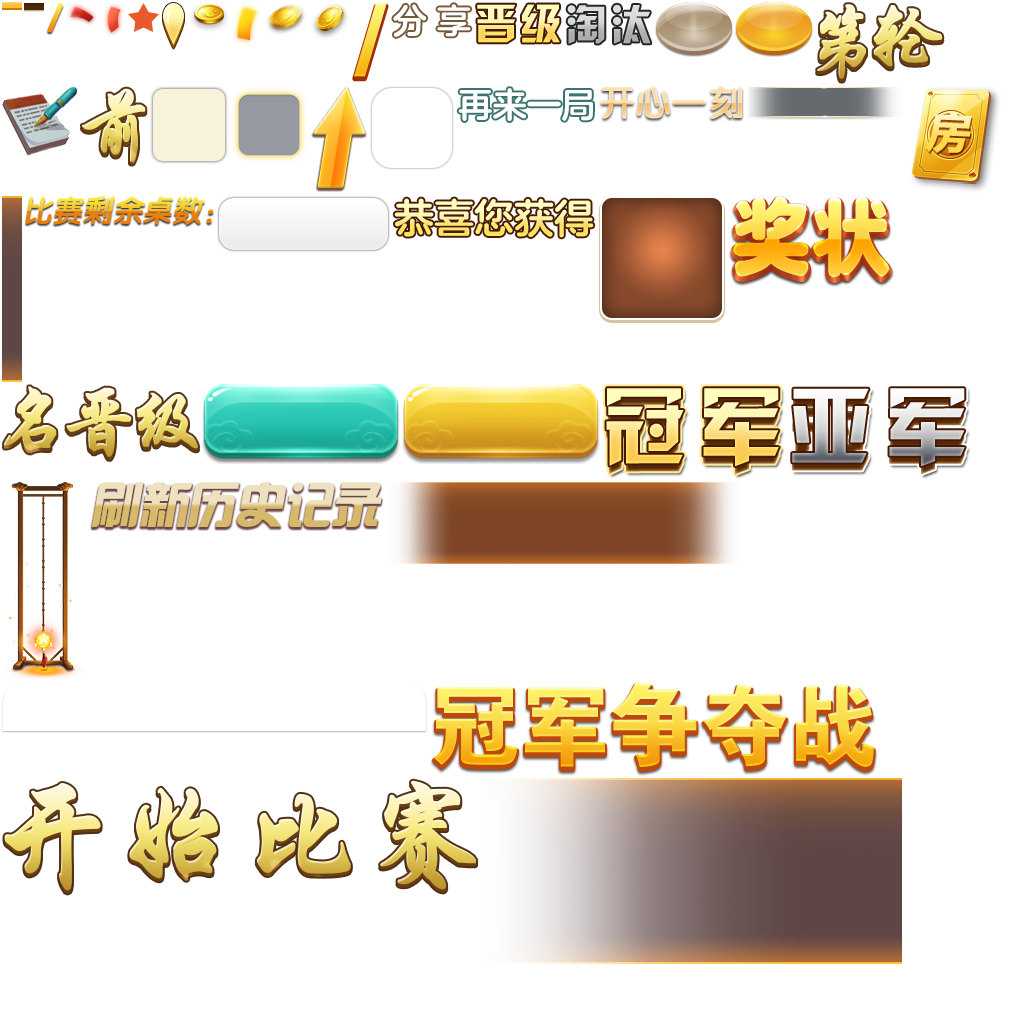 分享
晋级
淘汰
第轮
前
再来一局
开心一刻
房
比赛剩余桌数:
恭喜您获得
奖状
名晋级
冠军
亚军
刷新历史记录
冠军争夺战
开始比赛